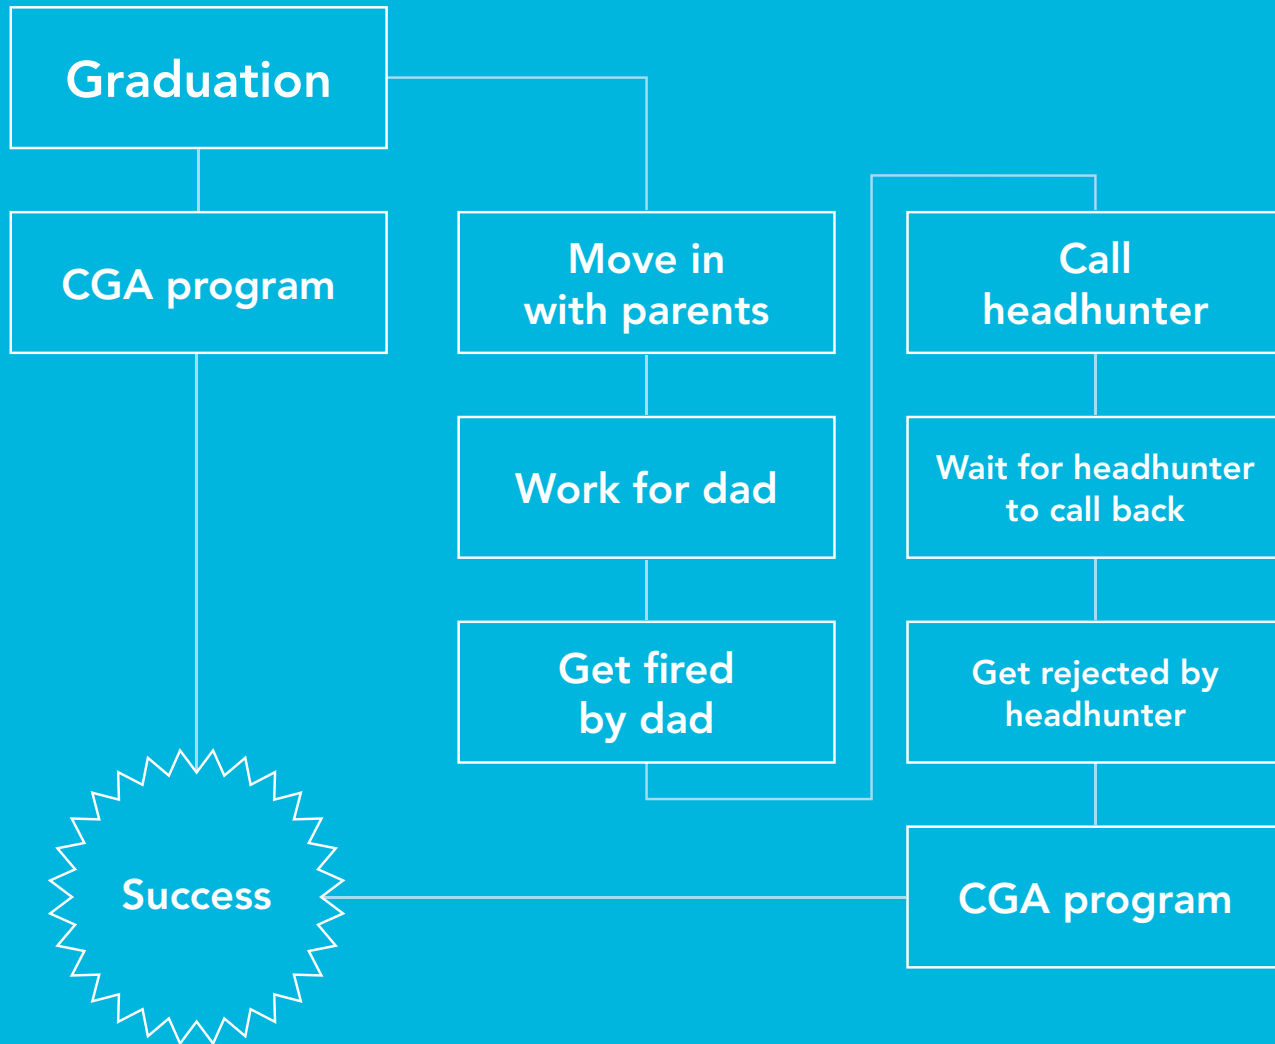 Graduation
CGA program
Move in
with parents
Work for dad
Get fired
by dad
Call
headhunter
Wait for headhunter
to call back
Get rejected by
headhunter
CGA program
Success